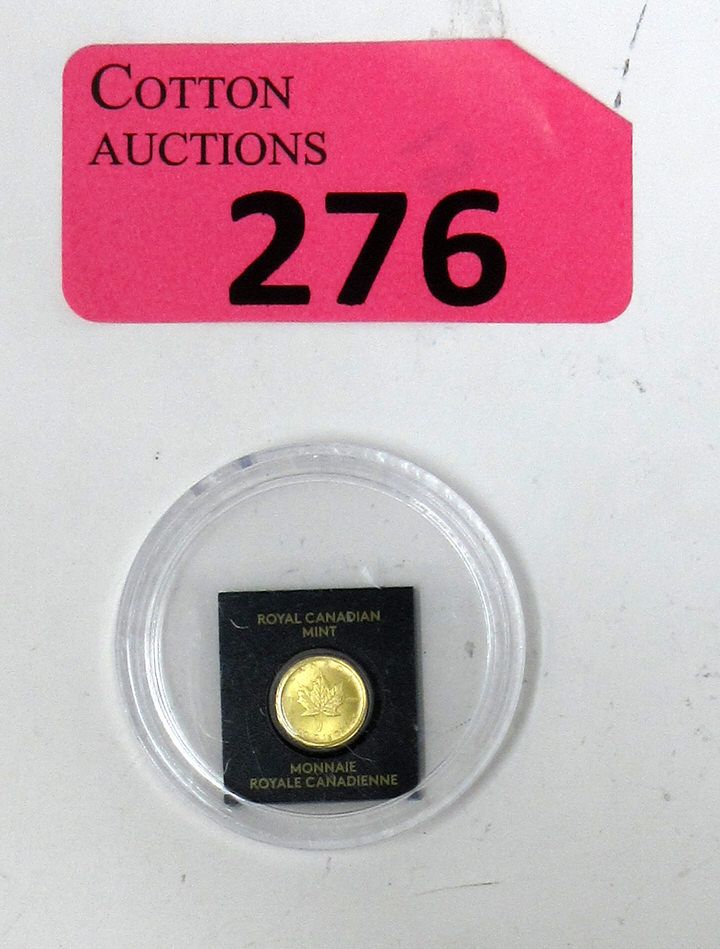 COTTON
AUCTIONS
276
ROYAL CANADIAN
MINT
MONNAIE
ROYALE CANADIENNE